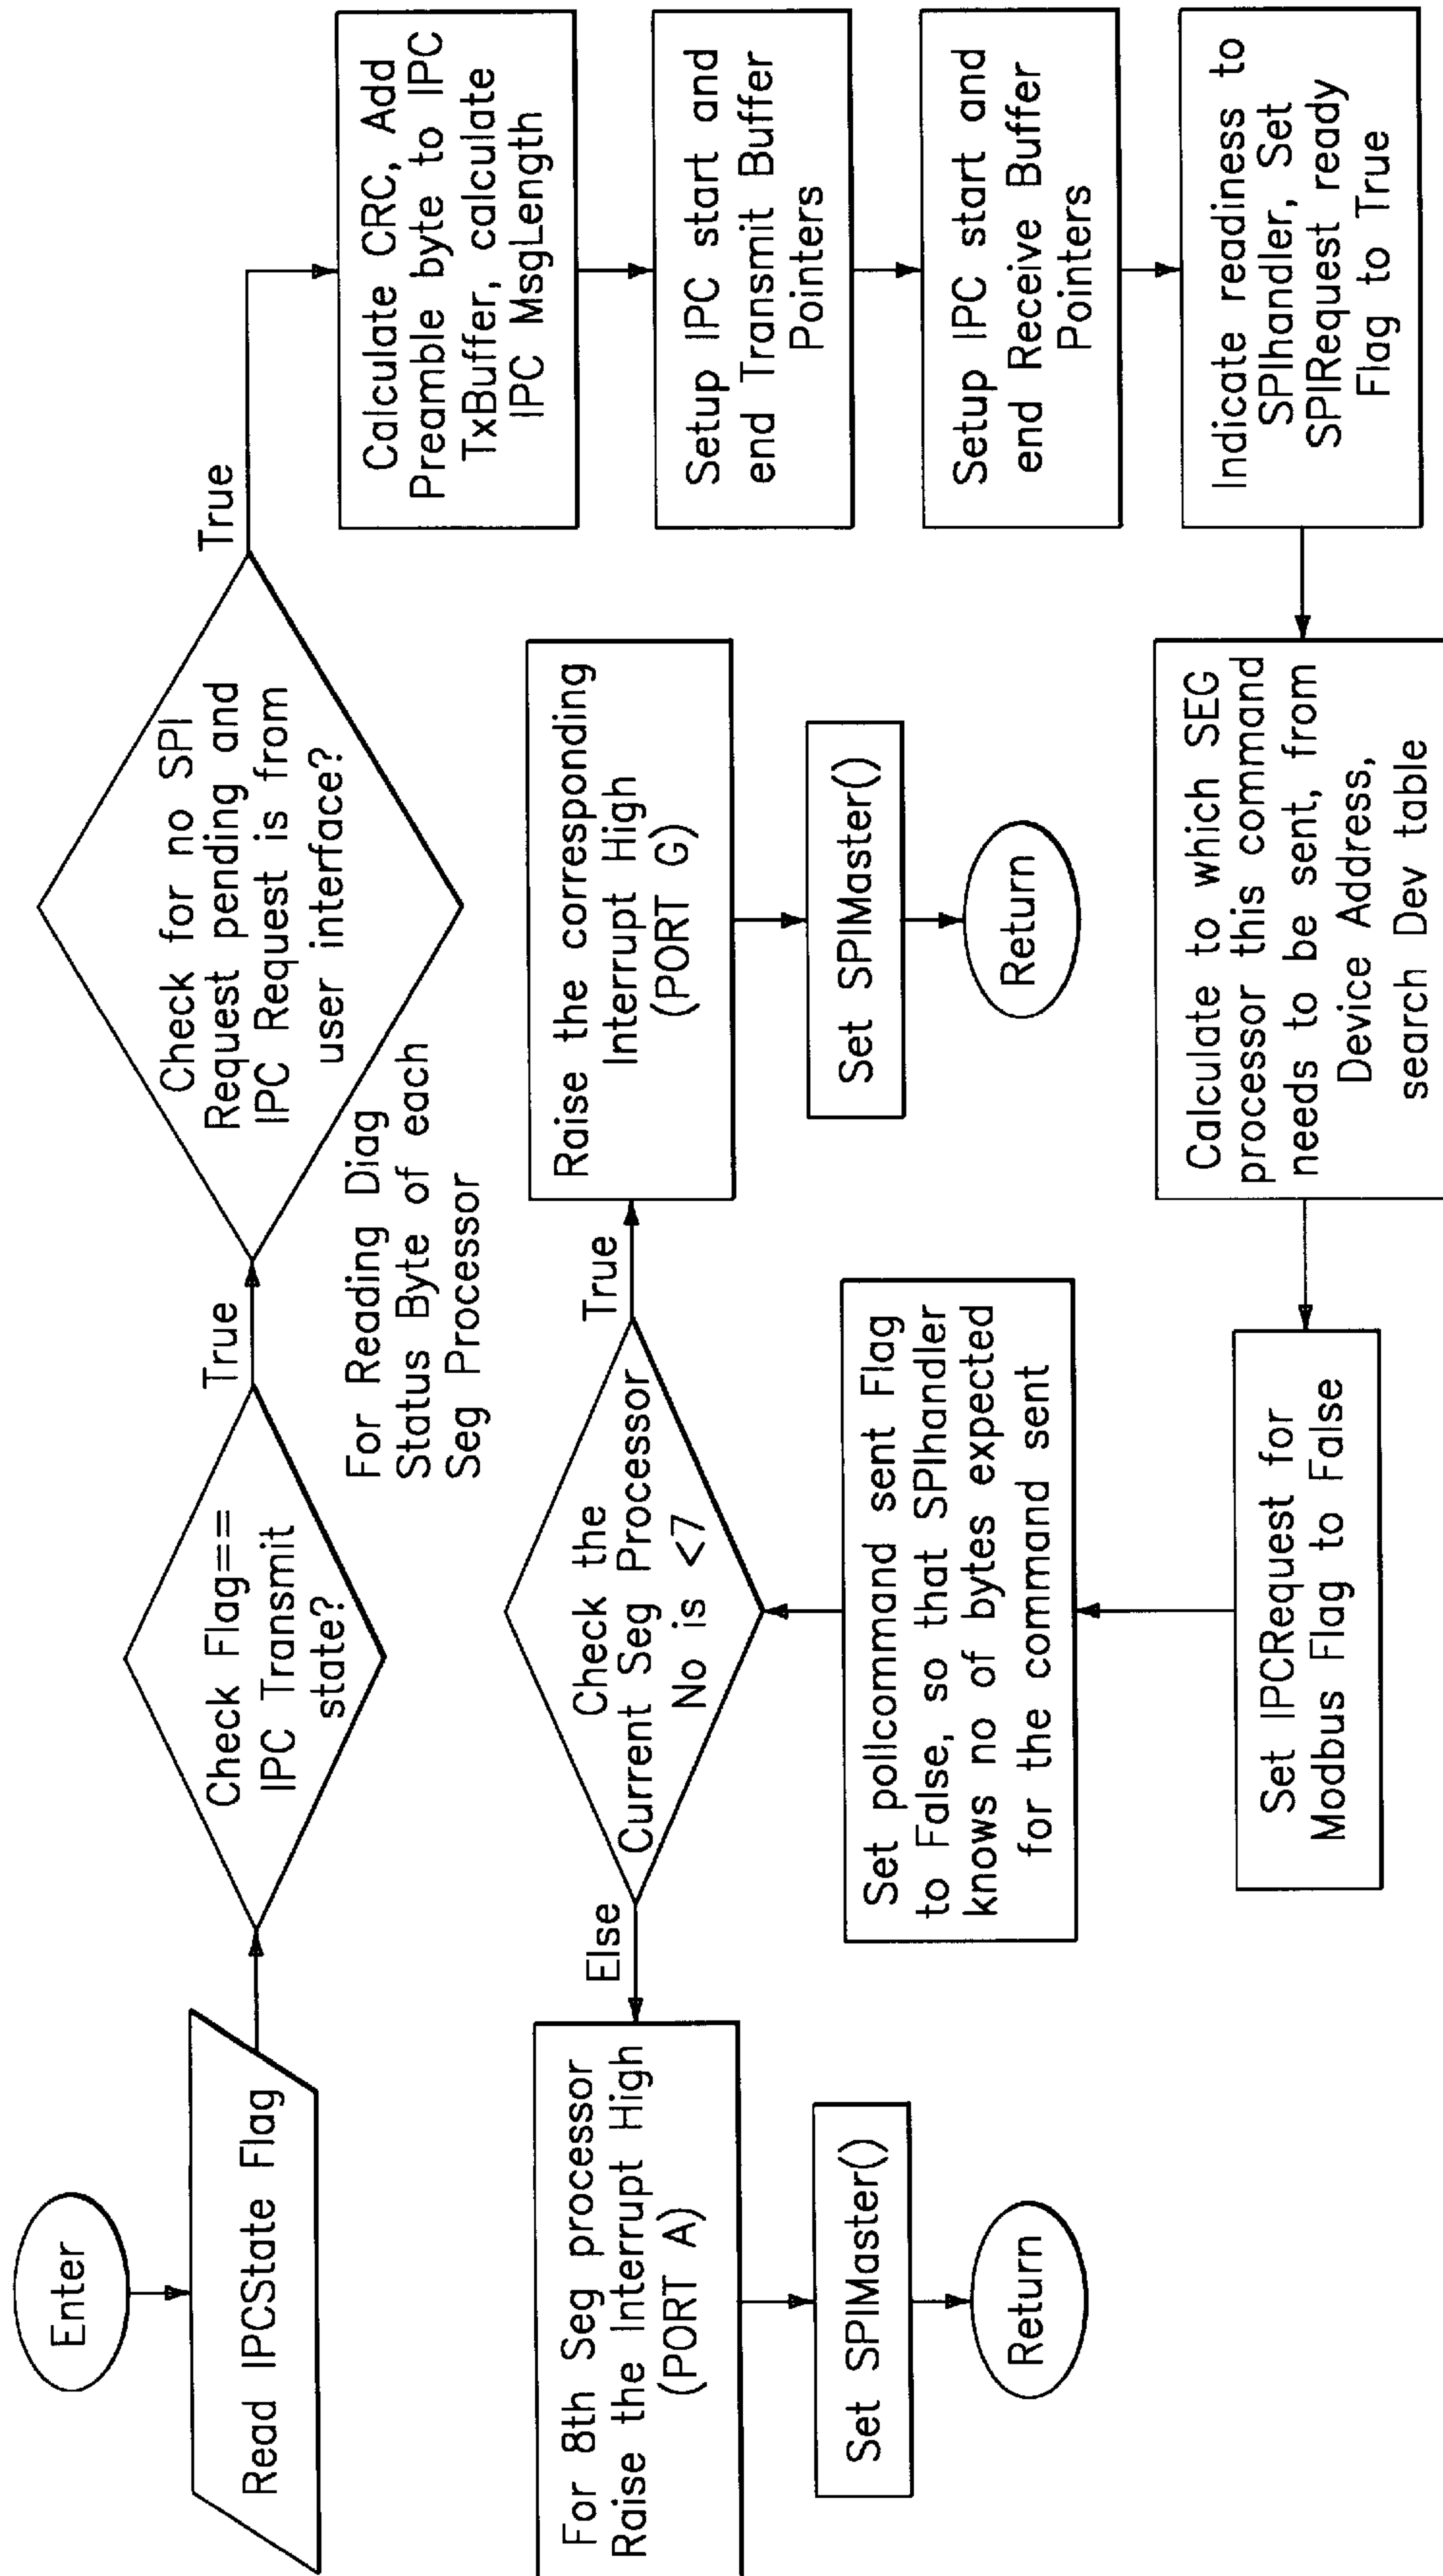 Enter
Read IPCState Flag
Check Flag==
IPC Transmit
state?
True
Check for no SPI
Request pending and
IPC Request is from
user interface?
True
For Reading Diag
Status Byte of each
Seg Processor
Calculate CRC, Add
Preamble byte to IPC
TxBuffer, calculate
IPC MsgLength
Setup IPC start and
end Transmit Buffer
Pointers
Setup IPC start and
end Receive Buffer
Pointers
Indicate readiness to
SPIhandler, Set
SPIRequest ready
Flag to True
Calculate to which SEG
processor this command
needs to be sent, from
Device Address,
search Dev table
Set IPCRequest for
Modbus Flag to False
Set pollcommand sent Flag
to False, so that SPIhandler
knows no of bytes expected
for the command sent
Check the
Current Seg Processor
No is <7
True
Raise the corresponding
Interrupt High
(PORT G)
Set SPIMaster()
Return
Else
For 8th Seg processor
Raise the Interrupt High
(PORT A)
Set SPIMaster()
Return